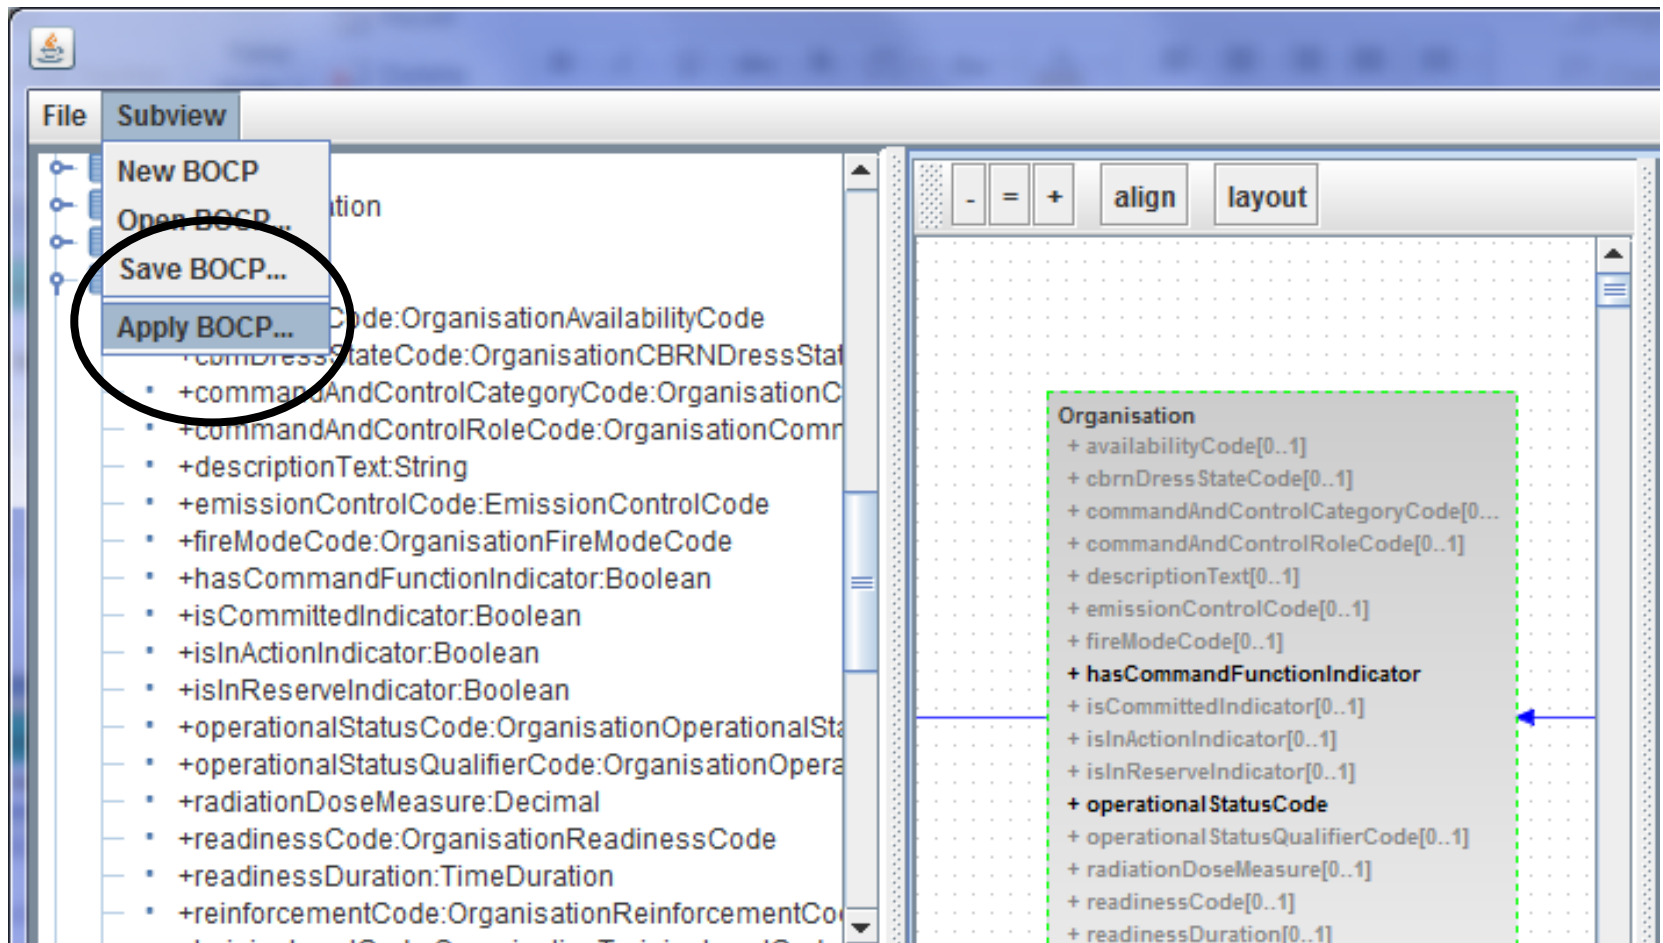 File Subview
New BOCP
Open BOCP...
Save BOCP...
Apply BOCP...
Code:OrganisationAvailabilityCode
+cbrnDressStateCode:OrganisationCBRNDressStat
+commandAndControlCategoryCode:OrganisationC
+commandAndControlRoleCode:OrganisationComm
+descriptionText:String
+emissionControlCode:EmissionControlCode
+fireModeCode:OrganisationFireModeCode
+hasCommandFunctionIndicator:Boolean
+isCommittedIndicator:Boolean
+isInActionIndicator:Boolean
+isInReserveIndicator:Boolean
+operationalStatusCode:OrganisationOperationalSta
+operationalStatusQualifierCode:OrganisationOpera
+radiationDoseMeasure:Decimal
+readinessCode:OrganisationReadinessCode
+readinessDuration:TimeDuration
+reinforcementCode:OrganisationReinforcementCo
- = + align layout
Organisation
+ availabilityCode[0..1]
+ cbrnDressStateCode[0..1]
+ commandAndControlCategoryCode[0...
+ commandAndControlRoleCode[0..1]
+ descriptionText[0..1]
+ emissionControlCode[0..1]
+ fireModeCode[0..1]
+ hasCommandFunctionIndicator
+ isCommittedIndicator[0..1]
+ isInActionIndicator[0..1]
+ isInReserveIndicator[0..1]
+ operationalStatusCode
+ operationalStatusQualifierCode[0..1]
+ radiationDoseMeasure[0..1]
+ readinessCode[0..1]
+ readinessDuration[0..1]